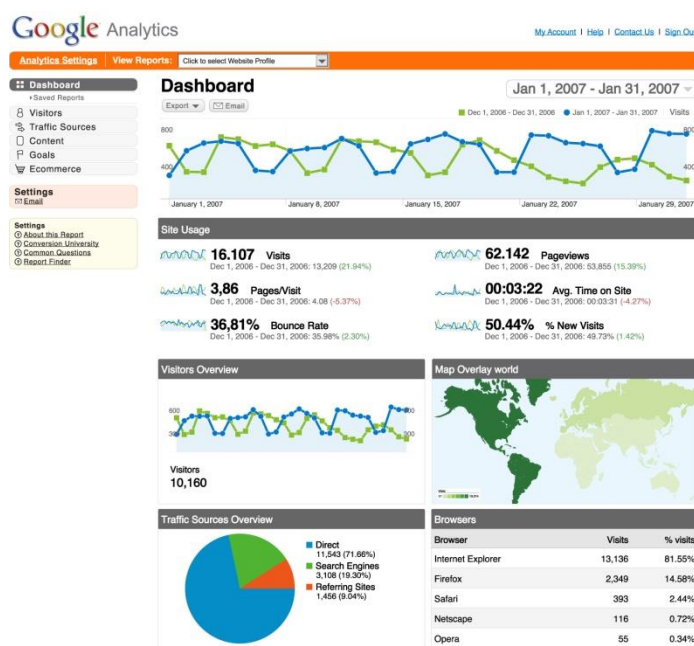 Google Analytics
My Account | Help | Contact Us | Sign Ou
Analytics Settings View Reports: Click to select Website Profile
Dashboard
Saved Reports
Visitors
Traffic Sources
Content
Goals
Ecommerce
Settings
Email
Settings
About this Report
Conversion University
Common Questions
Report Finder
Dashboard
Jan 1, 2007 - Jan 31, 2007
Export Email
Dec 1, 2006 - Dec 31, 2006 Jan 1, 2007 - Jan 31, 2007 Visits
800 800
400 400
January 1, 2007 January 8, 2007 January 15, 2007 January 22, 2007 January 29, 2007
Site Usage
16.107 Visits
Dec 1, 2006 - Dec 31, 2006: 13,209 (21.94%)
62.142 Pageviews
Dec 1, 2006 - Dec 31, 2006: 53,855 (15.39%)
3,86 Pages/Visit
Dec 1, 2006 - Dec 31, 2006: 4.08 (-5.37%)
00:03:22 Avg. Time on Site
Dec 1, 2006 - Dec 31, 2006: 00:03:31 (-4.27%)
36,81% Bounce Rate
Dec 1, 2006 - Dec 31, 2006: 35.98% (2.30%)
50.44% % New Visits
Dec 1, 2006 - Dec 31, 2006: 49.73% (1.42%)
Visitors Overview
600 600
300 300
Visitors
10,160
Map Overlay world
Traffic Sources Overview
Direct
11,543 (71.66%)
Search Engines
3,108 (19.30%)
Referring Sites
1,456 (9.04%)
Browsers
Browser Visits % visits
Internet Explorer 13,136 81.55%
Firefox 2,349 14.58%
Safari 393 2.44%
Netscape 116 0.72%
Opera 55 0.34%